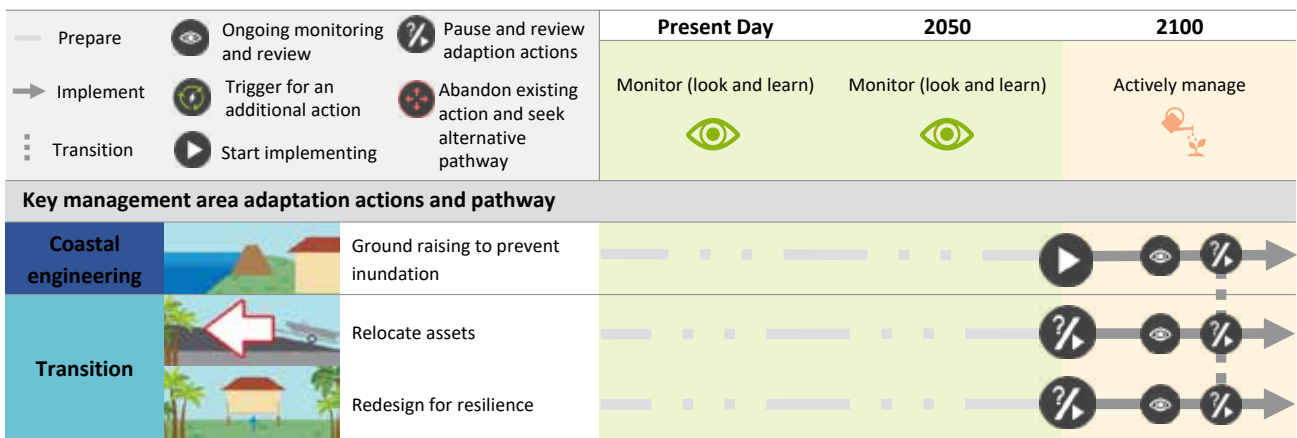 Prepare
Ongoing monitoring
and review
Pause and review
adaption actions
Implement
Trigger for an
additional action
Abandon existing
action and seek
alternative
pathway
Transition
Start implementing
Present Day
2050
2100
Monitor (look and learn)
Monitor (look and learn)
Actively manage
Key management area adaptation actions and pathway
Coastal
engineering
Ground raising to prevent
inundation
Transition
Relocate assets
Redesign for resilience